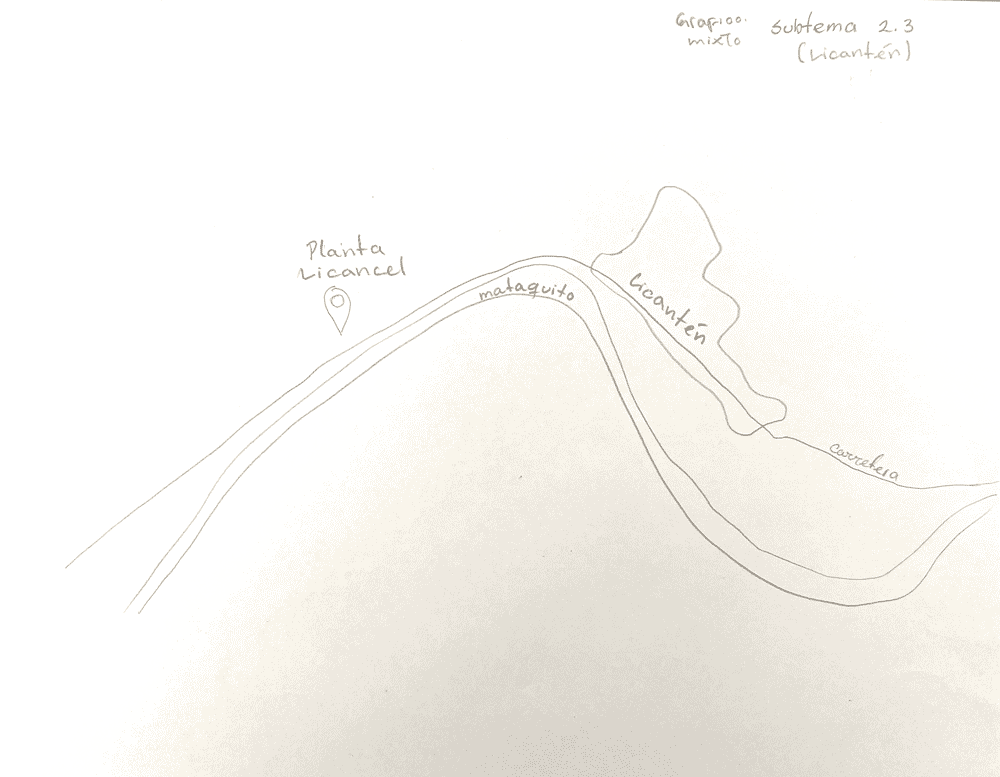 Grafico
mixto
Subtema 2.3
(Licantén)
Planta
Licancel
mataquito
Licantén
carretera